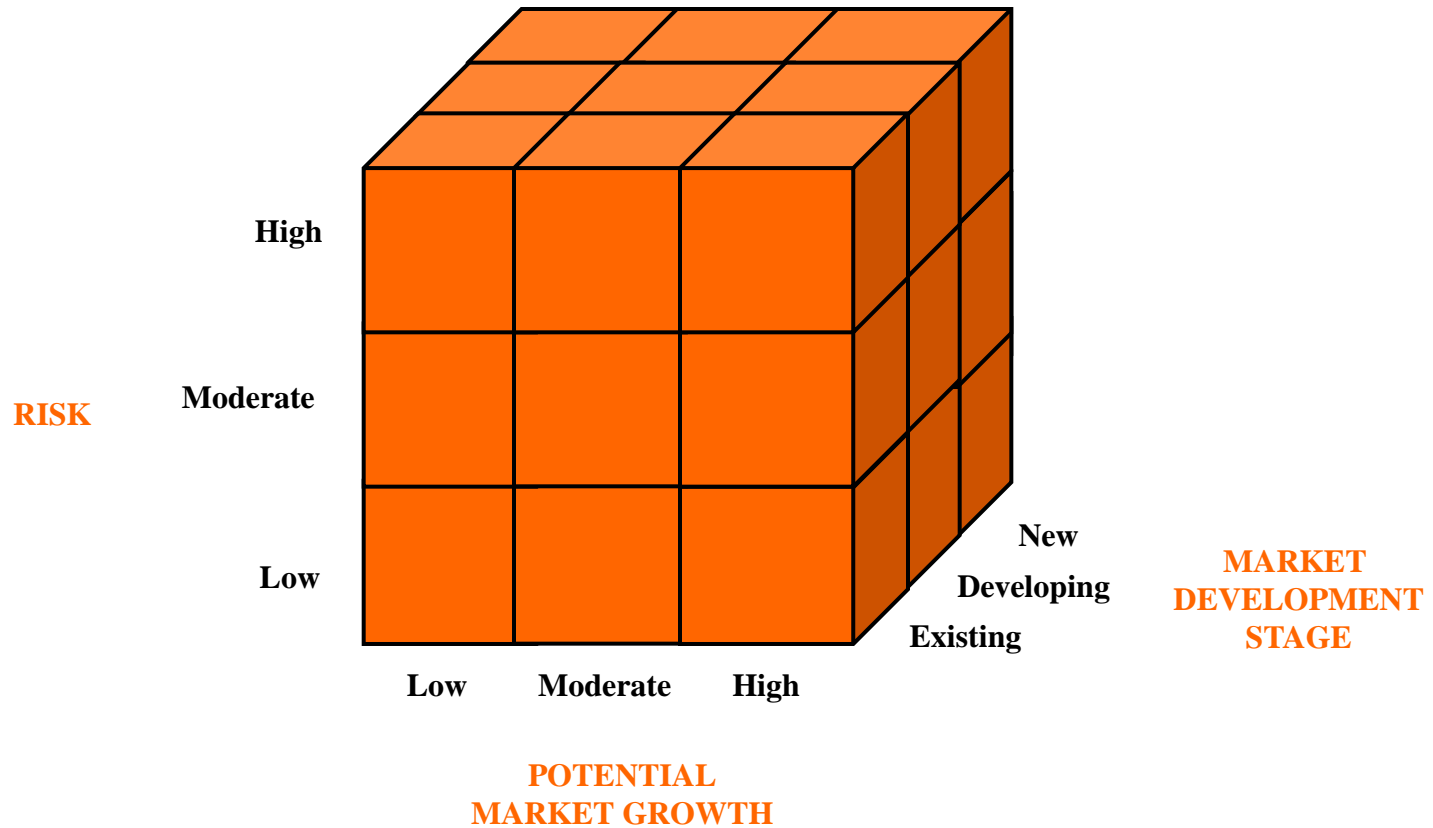 High
RISK
Moderate
Low
New
Developing
Existing
MARKET
DEVELOPMENT
STAGE
Low Moderate High
POTENTIAL
MARKET GROWTH